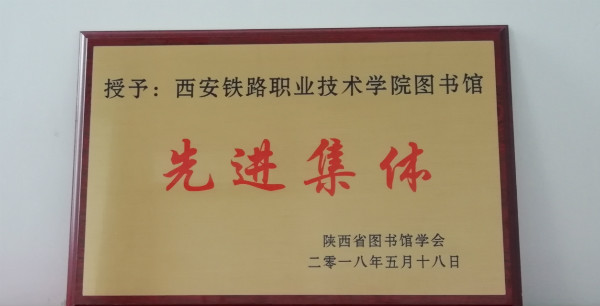 授予：西安铁路职业技术学院图书馆
先进集体
陕西省图书馆学会
二零一八年五月十八日